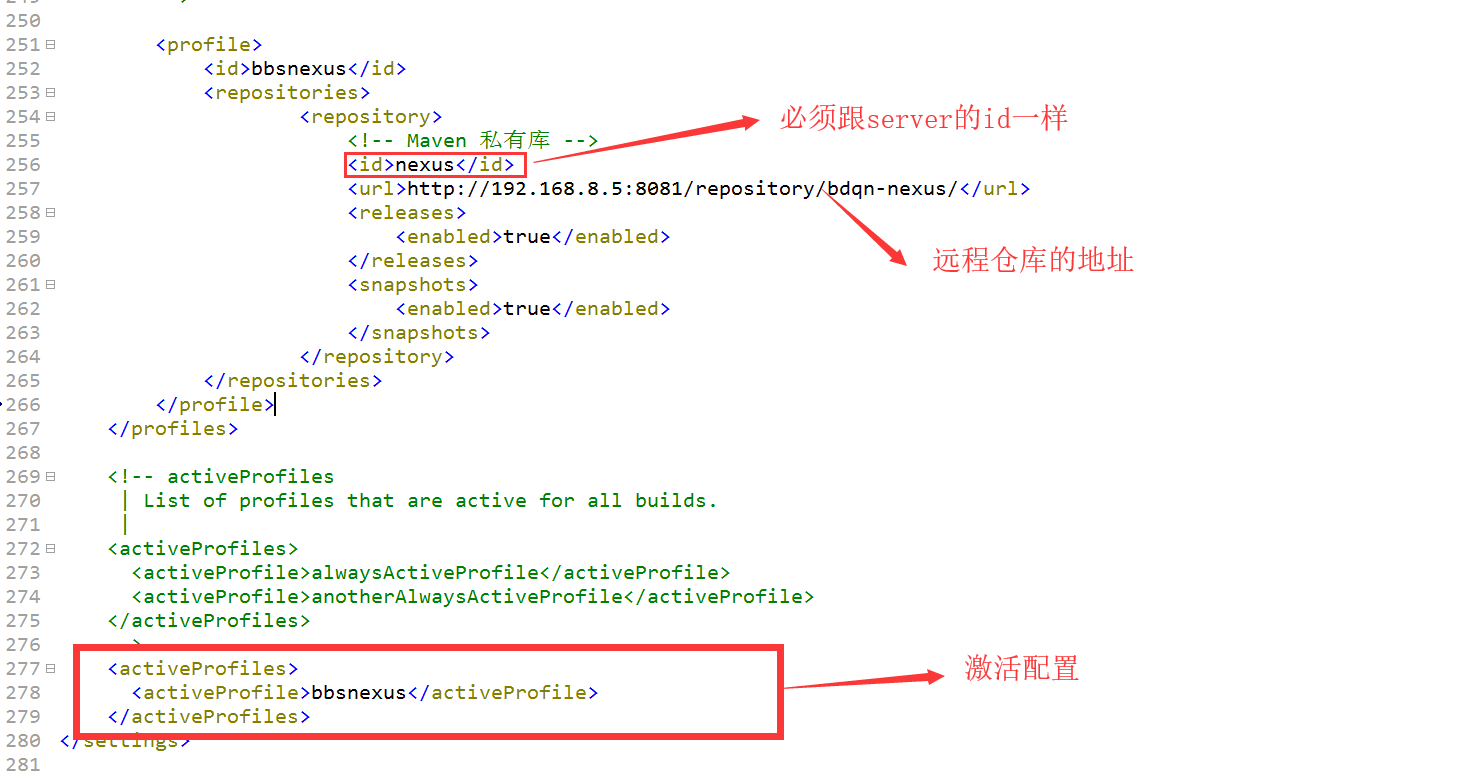 249
250
251 <profile>
252 <id>bbsnexus</id>
253 <repositories>
254 <repository>
必须跟server的id一样
255 <!-- Maven 私有库 -->
256 <id>nexus</id>
257 <url>http://192.168.8.5:8081/repository/bdqn-nexus/</url>
258 <releases>
259 <enabled>true</enabled>
远程仓库的地址
260 </releases>
261 <snapshots>
262 <enabled>true</enabled>
263 </snapshots>
264 </repository>
265 </repositories>
266 </profile>
267 </profiles>
268
269 <!-- activeProfiles
270 | List of profiles that are active for all builds.
271 |
272 <activeProfiles>
273 <activeProfile>alwaysActiveProfile</activeProfile>
274 <activeProfile>anotherAlwaysActiveProfile</activeProfile>
275 </activeProfiles>
276 >
277 <activeProfiles>
激活配置
278 <activeProfile>bbsnexus</activeProfile>
279 </activeProfiles>
280 </settings>
281